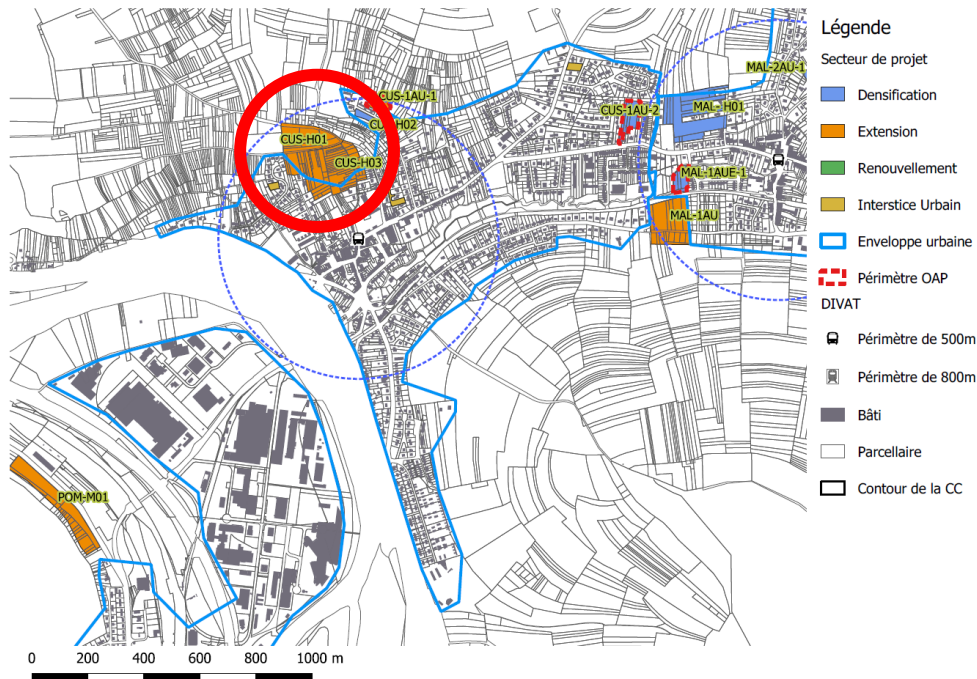 Légende
Secteur de projet
Densification
Extension
Renouvellement
Interstice Urbain
Enveloppe urbaine
Périmètre OAP
DIVAT
Périmètre de 500m
Périmètre de 800m
Bâti
Parcellaire
Contour de la CC
MAL-2AU-1
CUS-1AU-1
CUS-1AU-2
MAL-H01
CUS-H02
CUS-H01
CUS-H03
MAL-1AUE-1
MAL-1AU
POM-M01
0 200 400 600 800 1000 m